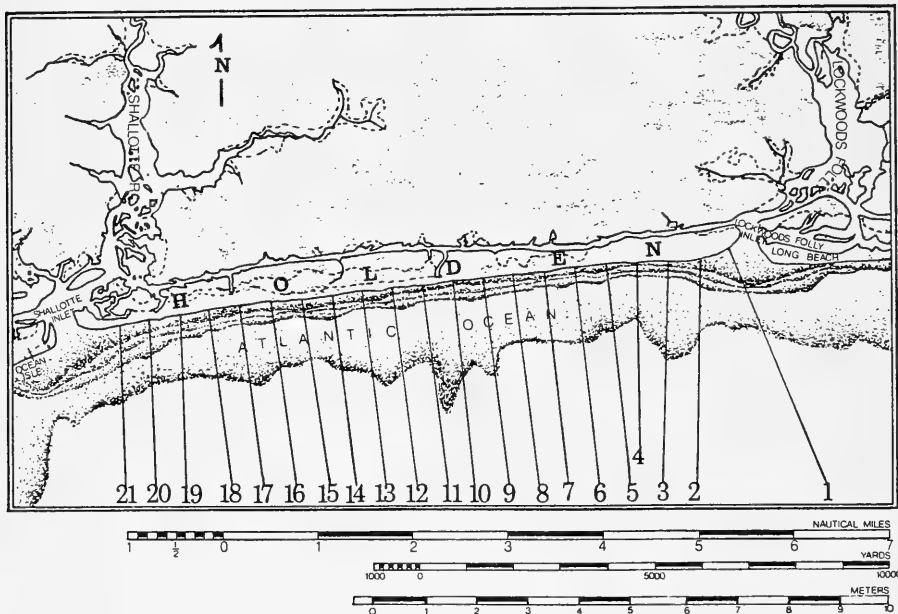 SHALLOTTE R.
N
LOCKWOODS FOLLY
LOCKWOODS FOLLY
INLET
LONG BEACH
H O L D E N
SHALLOTTE
INLET
OCEAN
ISLE
ATLANTIC OCEAN
21 20 19 18 17 16 15 14 13 12 11 10 9 8 7 6 5 4 3 2 1
NAUTICAL MILES
1 ½ 0 1 2 3 4 5 6 7
YARDS
1000 0 5000 10000
METERS
0 1 2 3 4 5 6 7 8 9 10